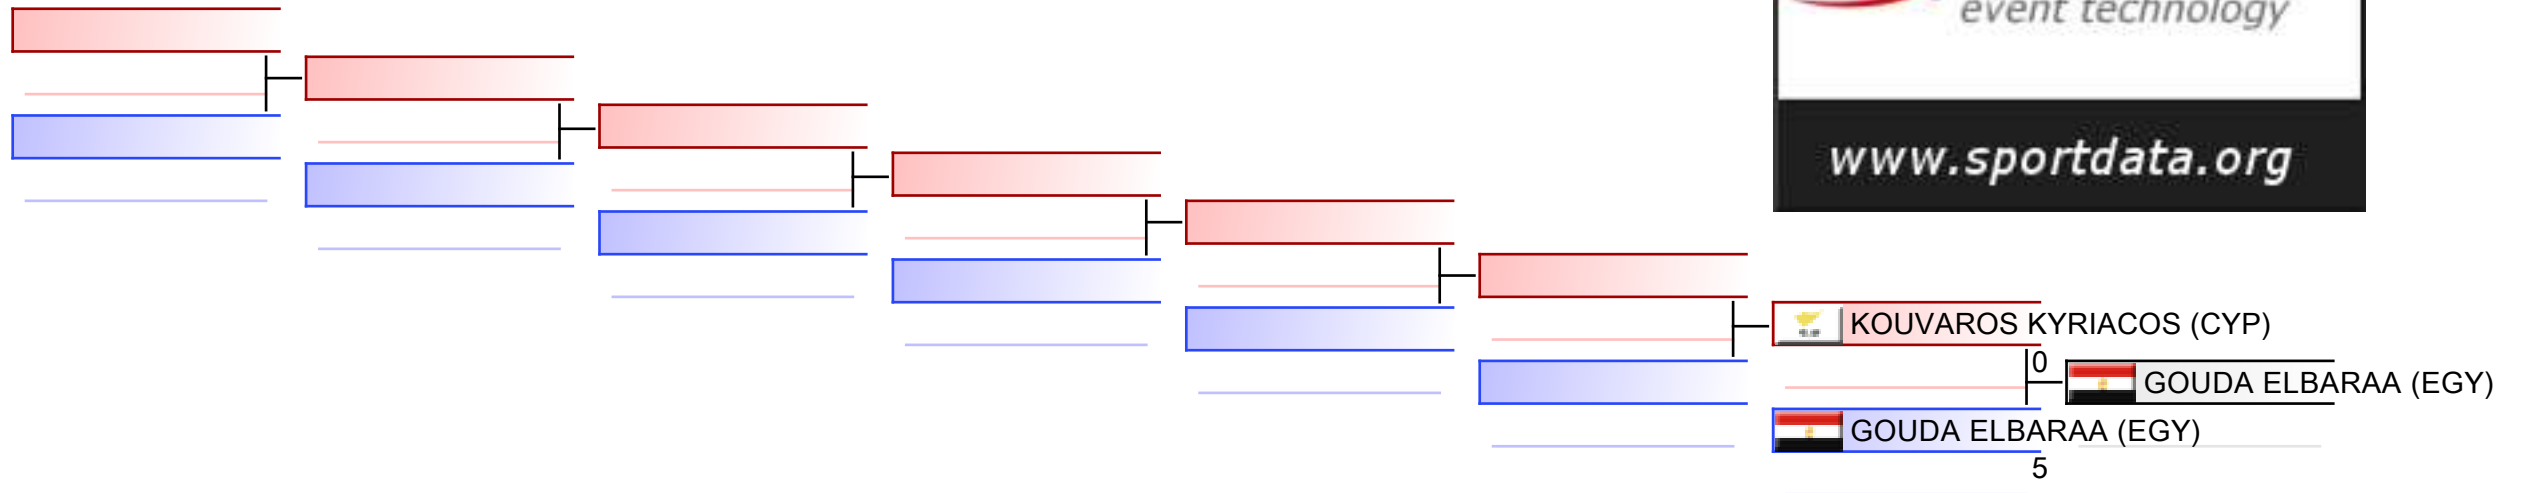 event technology
www.sportdata.org
KOUVAROS KYRIACOS (CYP)
0
GOUDA ELBARAA (EGY)
GOUDA ELBARAA (EGY)
5